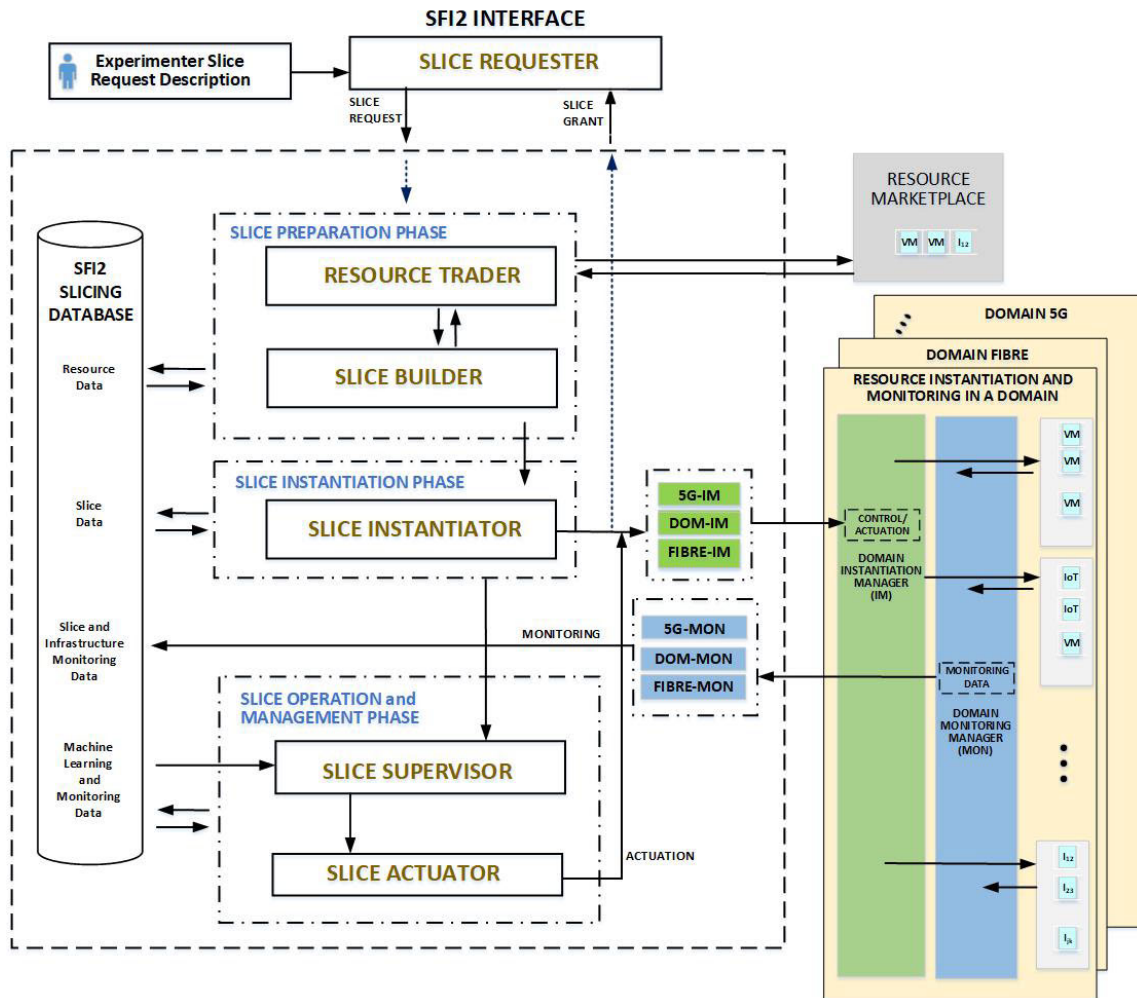 SFI2 INTERFACE
Experimenter Slice
Request Description
SLICE REQUESTER
SLICE
REQUEST
SLICE
GRANT
RESOURCE
MARKETPLACE
VM VM I12
SFI2
SLICING
DATABASE
Resource
Data
Slice
Data
Slice and
Infrastructure
Monitoring
Data
Machine
Learning
and
Monitoring
Data
SLICE PREPARATION PHASE
RESOURCE TRADER
SLICE BUILDER
SLICE INSTANTIATION PHASE
SLICE INSTANTIATOR
MONITORING
SLICE OPERATION and
MANAGEMENT PHASE
SLICE SUPERVISOR
SLICE ACTUATOR
ACTUATION
5G-IM
DOM-IM
FIBRE-IM
5G-MON
DOM-MON
FIBRE-MON
DOMAIN 5G
DOMAIN FIBRE
RESOURCE INSTANTIATION AND
MONITORING IN A DOMAIN
CONTROL/
ACTUATION
DOMAIN
INSTANTIATION
MANAGER
(IM)
MONITORING
DATA
DOMAIN
MONITORING
MANAGER
(MON)
VM
VM
VM
IoT
IoT
VM
I12
I23
Ijk